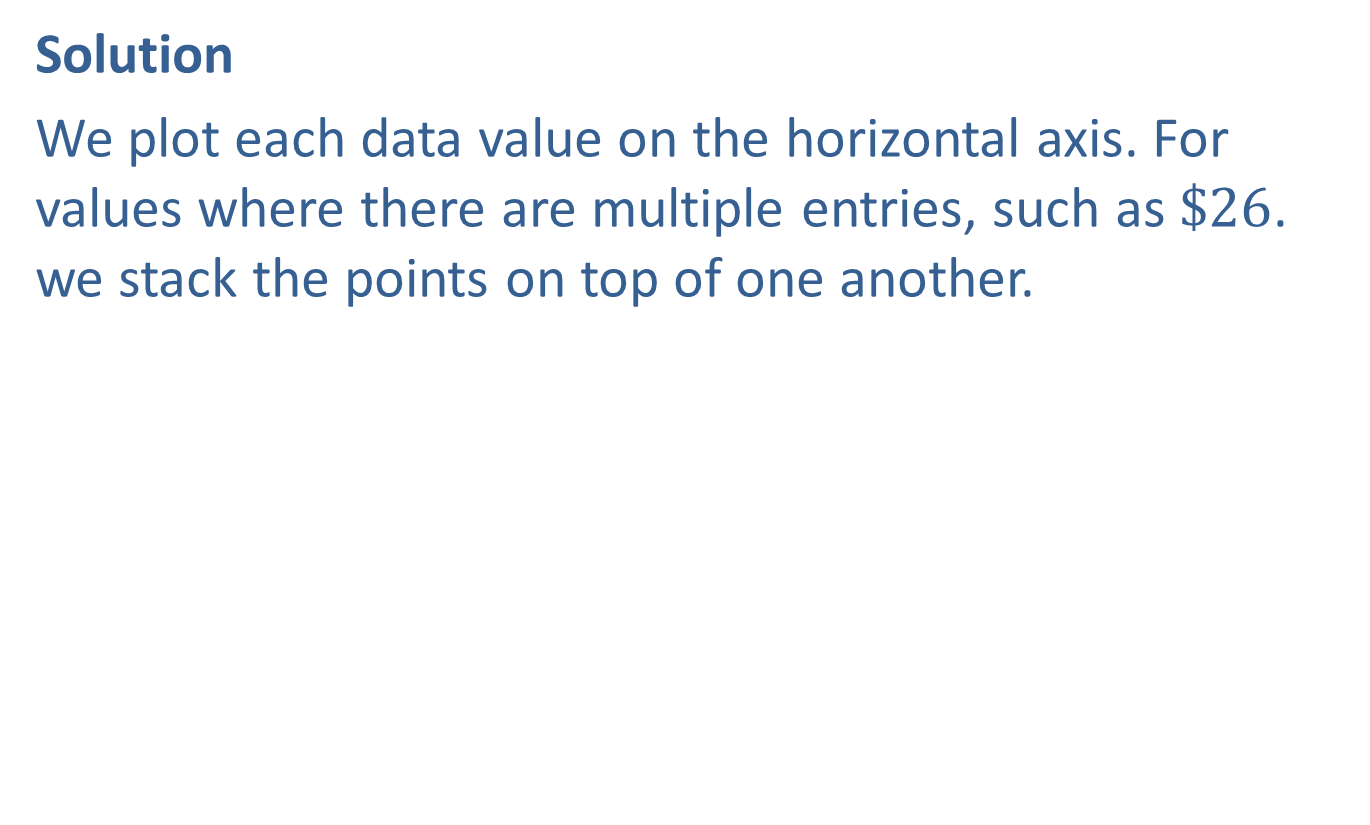 Solution
We plot each data value on the horizontal axis. For
values where there are multiple entries, such as $26.
we stack the points on top of one another.